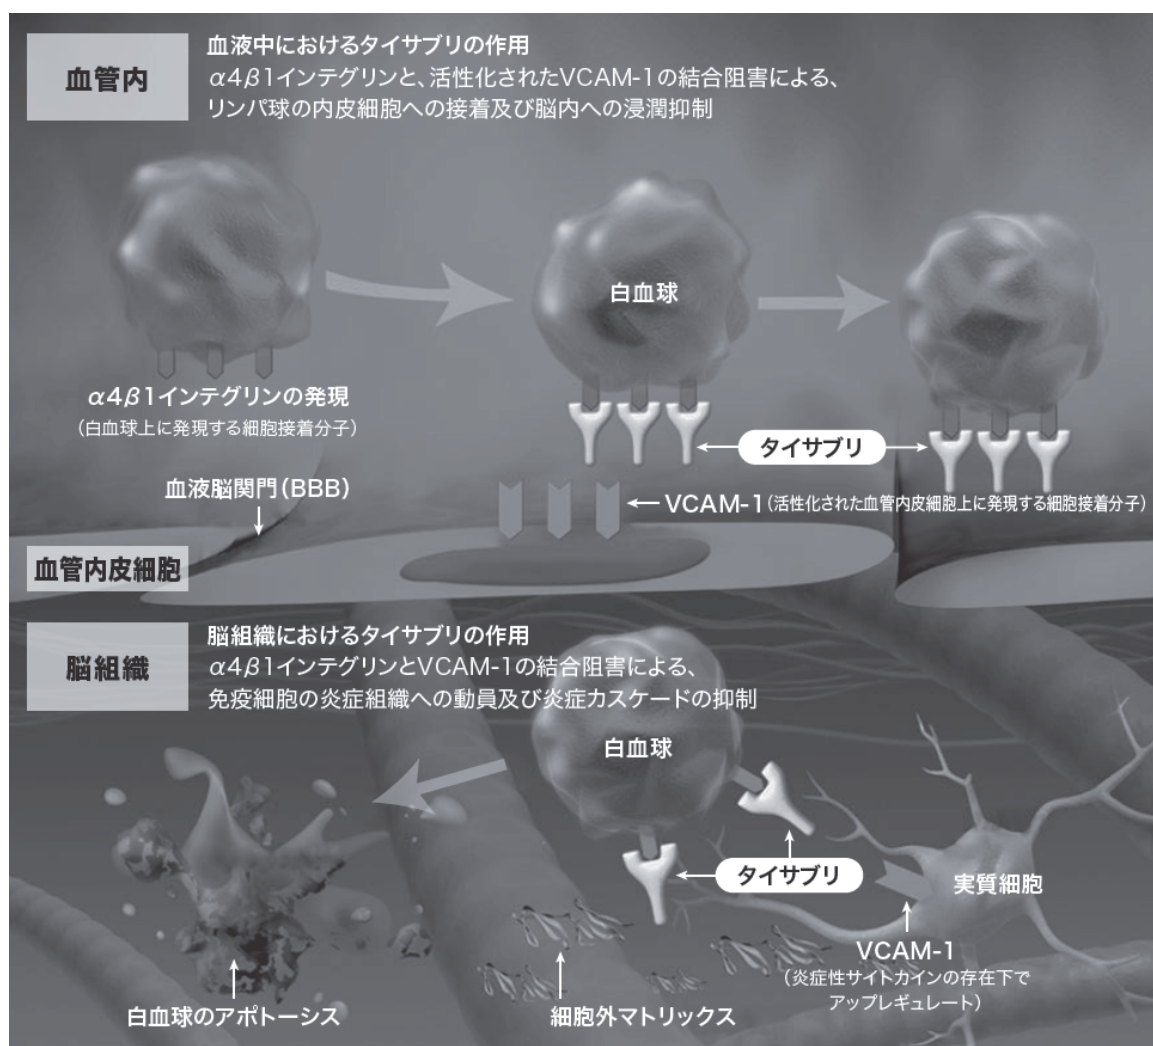 血管内
血液中におけるタイサブリの作用
α4β1インテグリンと、活性化されたVCAM-1の結合阻害による、
リンパ球の内皮細胞への接着及び脳内への浸潤抑制
白血球
α4β1インテグリンの発現
（白血球上に発現する細胞接着分子）
タイサブリ
血液脳関門（BBB）
VCAM-1（活性化された血管内皮細胞上に発現する細胞接着分子）
血管内皮細胞
脳組織
脳組織におけるタイサブリの作用
α4β1インテグリンとVCAM-1の結合阻害による、
免疫細胞の炎症組織への動員及び炎症カスケードの抑制
白血球
タイサブリ
実質細胞
VCAM-1
（炎症性サイトカインの存在下で
アップレギュレート）
白血球のアポトーシス
細胞外マトリックス